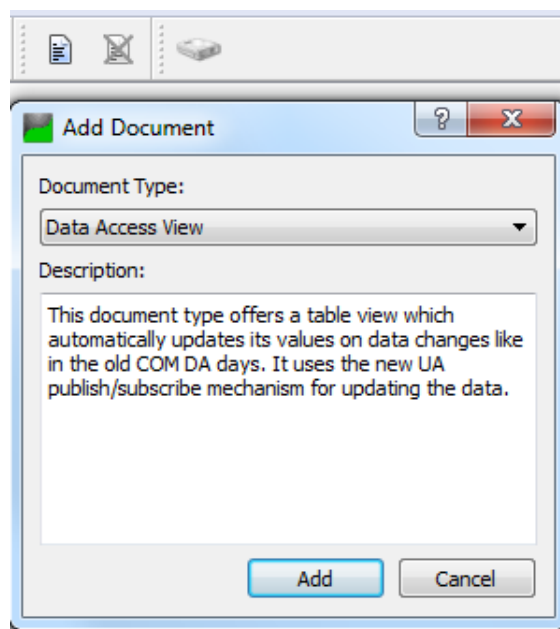 Add Document
?
X
Document Type:
Data Access View
Description:
This document type offers a table view which
automatically updates its values on data changes like
in the old COM DA days. It uses the new UA
publish/subscribe mechanism for updating the data.
Add
Cancel